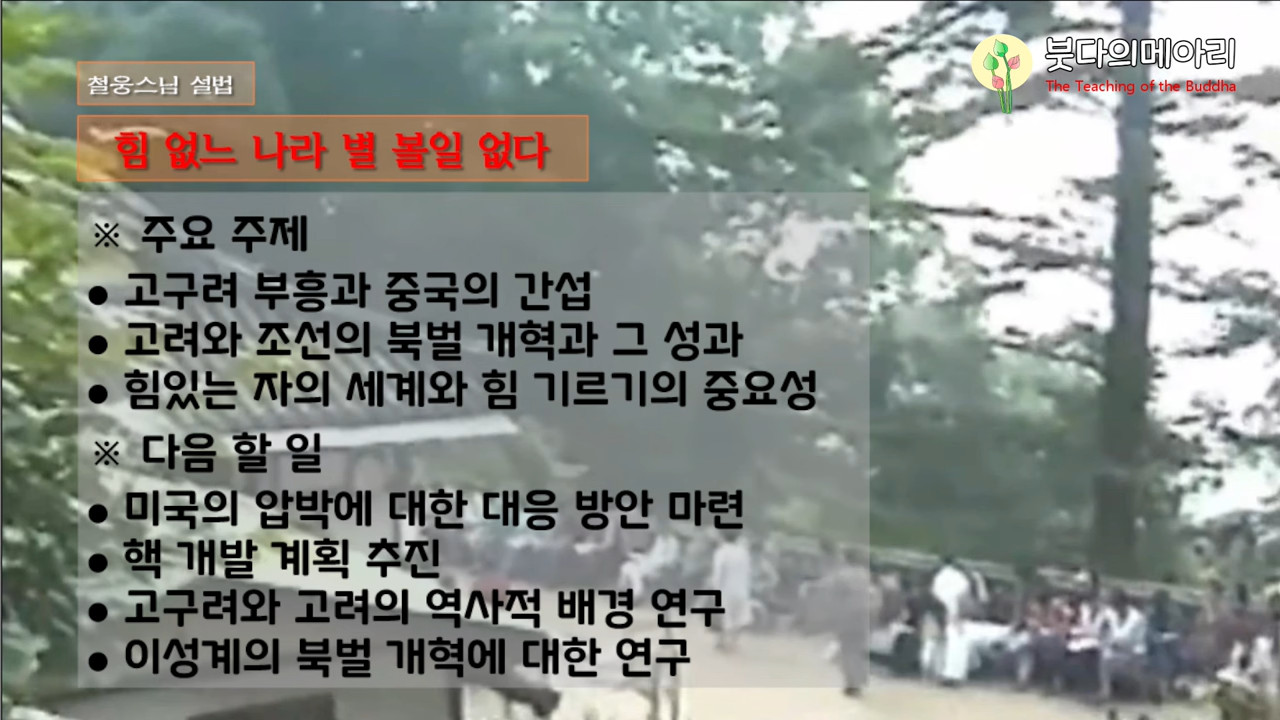 붓다의메아리
The Teaching of the Buddha
철웅스님 설법
힘 없느 나라 별 볼일 없다
※ 주요 주제
● 고구려 부흥과 중국의 간섭
● 고려와 조선의 북벌 개혁과 그 성과
● 힘있는 자의 세계와 힘 기르기의 중요성
※ 다음 할 일
● 미국의 압박에 대한 대응 방안 마련
● 핵 개발 계획 추진
● 고구려와 고려의 역사적 배경 연구
● 이성계의 북벌 개혁에 대한 연구